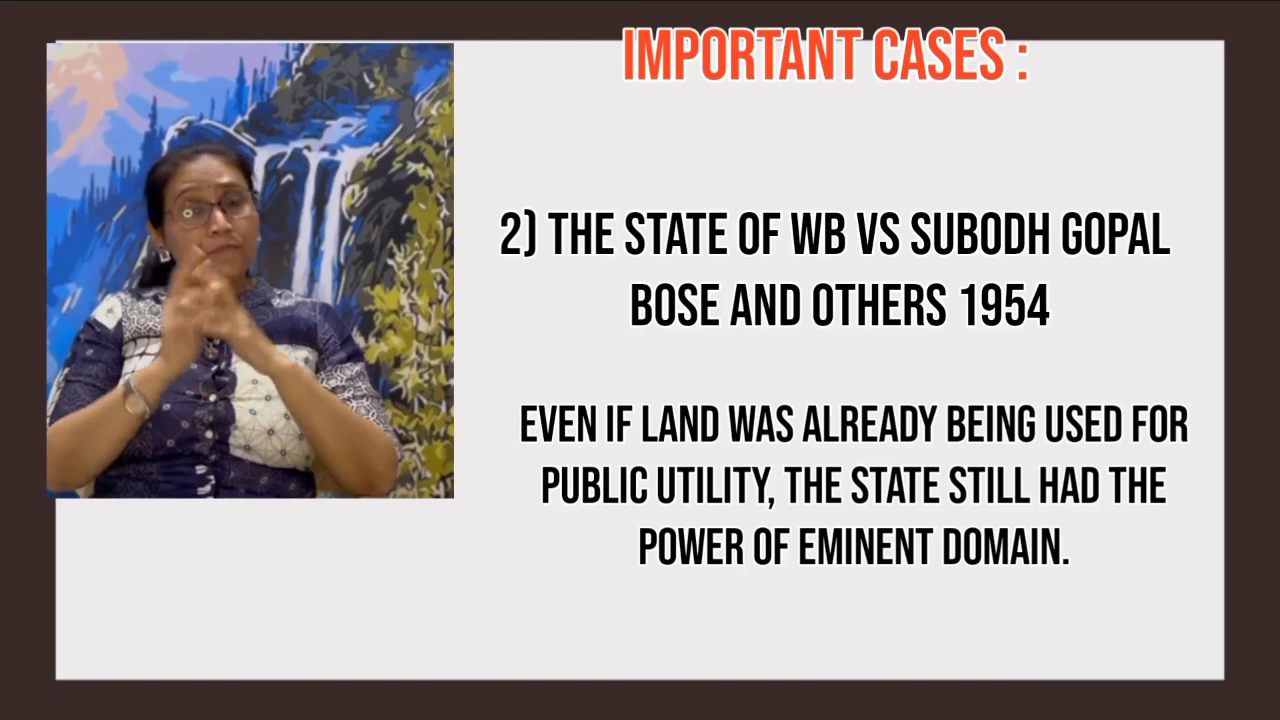 IMPORTANT CASES :
2) THE STATE OF WB VS SUBODH GOPAL
BOSE AND OTHERS 1954
EVEN IF LAND WAS ALREADY BEING USED FOR
PUBLIC UTILITY, THE STATE STILL HAD THE
POWER OF EMINENT DOMAIN.